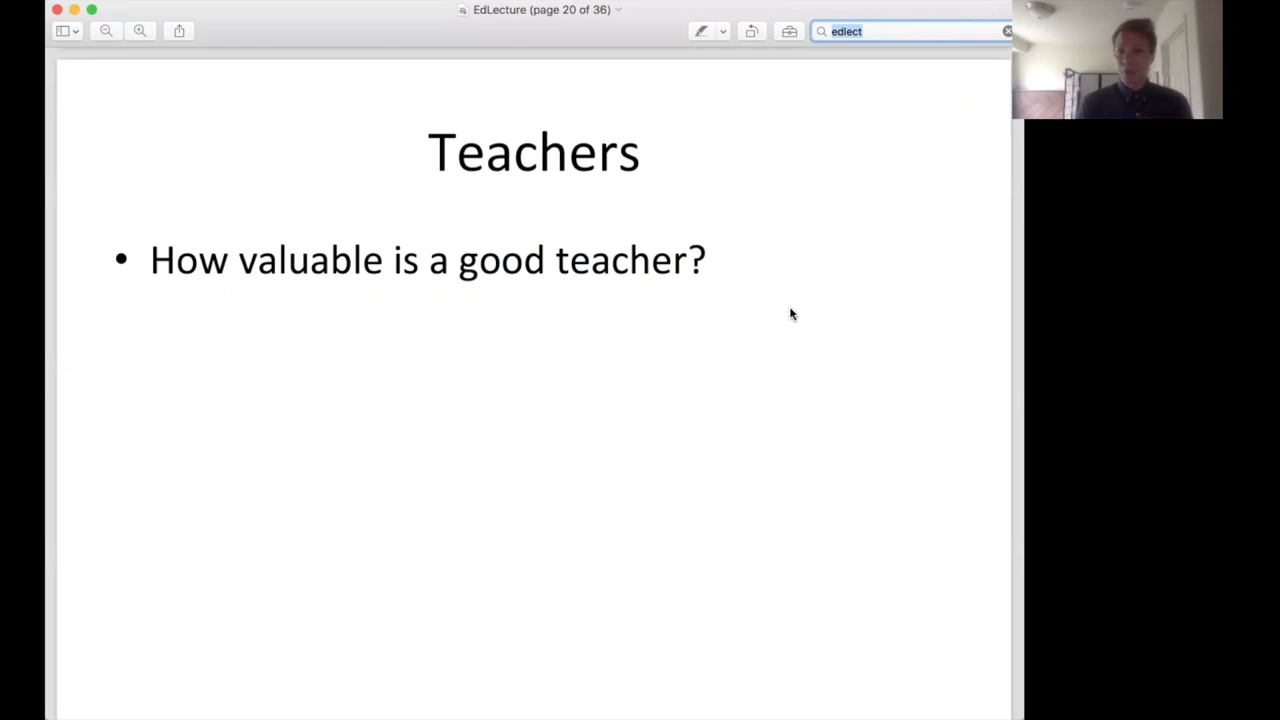 EdLecture (page 20 of 36)
edlect
Teachers
• How valuable is a good teacher?